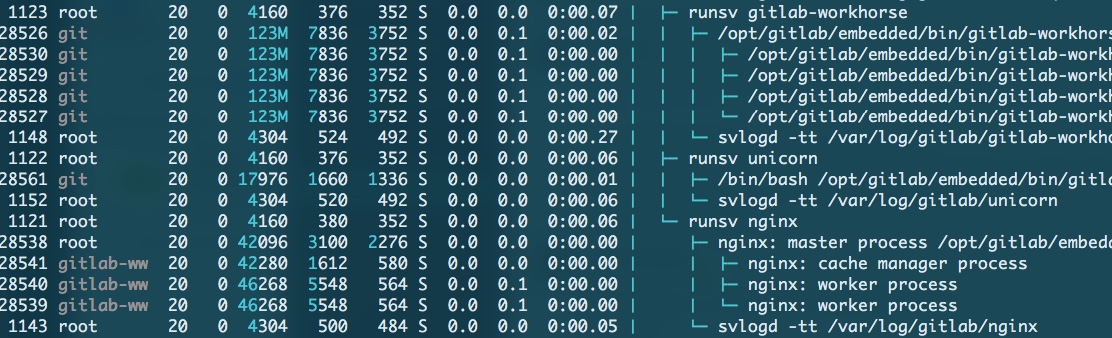 1123 root 20 0 4160 376 352 S 0.0 0.0 0:00.07 | ├─ runsv gitlab-workhorse
28526 git 20 0 123M 7836 3752 S 0.0 0.1 0:00.02 | | ├─ /opt/gitlab/embedded/bin/gitlab-workhors
28530 git 20 0 123M 7836 3752 S 0.0 0.1 0:00.00 | | | ├─ /opt/gitlab/embedded/bin/gitlab-workh
28529 git 20 0 123M 7836 3752 S 0.0 0.1 0:00.00 | | | ├─ /opt/gitlab/embedded/bin/gitlab-workh
28528 git 20 0 123M 7836 3752 S 0.0 0.1 0:00.00 | | | ├─ /opt/gitlab/embedded/bin/gitlab-workh
28527 git 20 0 123M 7836 3752 S 0.0 0.1 0:00.00 | | | └─ /opt/gitlab/embedded/bin/gitlab-workh
1148 root 20 0 4304 524 492 S 0.0 0.0 0:00.27 | | └─ svlogd -tt /var/log/gitlab/gitlab-workho
1122 root 20 0 4160 376 352 S 0.0 0.0 0:00.06 | ├─ runsv unicorn
28561 git 20 0 17976 1660 1336 S 0.0 0.0 0:00.01 | | ├─ /bin/bash /opt/gitlab/embedded/bin/gitla
1152 root 20 0 4304 520 492 S 0.0 0.0 0:00.06 | | └─ svlogd -tt /var/log/gitlab/unicorn
1121 root 20 0 4160 380 352 S 0.0 0.0 0:00.06 | └─ runsv nginx
28538 root 20 0 42096 3100 2276 S 0.0 0.0 0:00.00 | ├─ nginx: master process /opt/gitlab/embed
28541 gitlab-ww 20 0 42280 1612 580 S 0.0 0.0 0:00.00 | | ├─ nginx: cache manager process
28540 gitlab-ww 20 0 46268 5548 564 S 0.0 0.1 0:00.00 | | ├─ nginx: worker process
28539 gitlab-ww 20 0 46268 5548 564 S 0.0 0.1 0:00.00 | | └─ nginx: worker process
1143 root 20 0 4304 500 484 S 0.0 0.0 0:00.05 | └─ svlogd -tt /var/log/gitlab/nginx